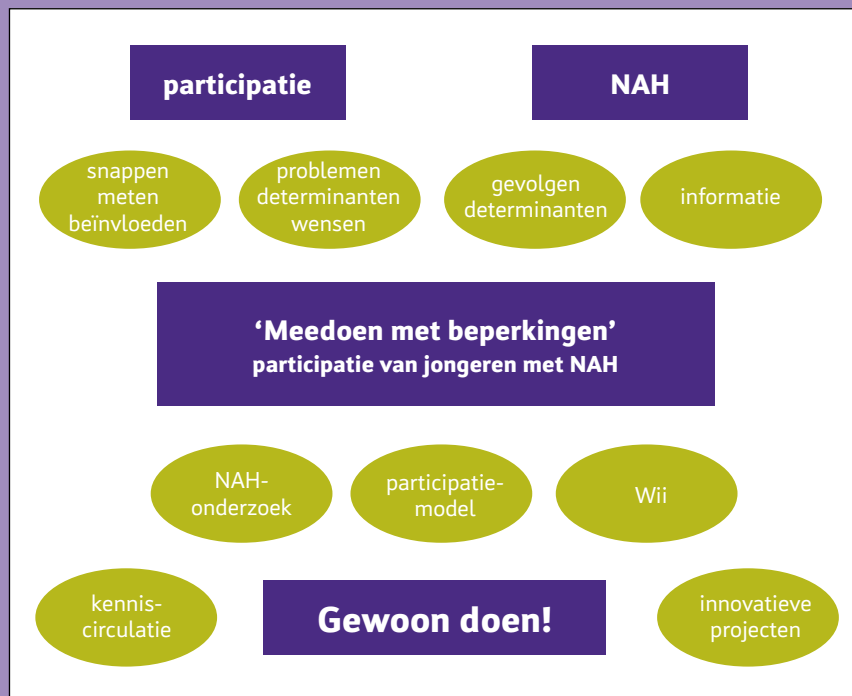 participatie
NAH
snappen
meten
beïnvloeden
problemen
determinanten
wensen
gevolgen
determinanten
informatie
‘Meedoen met beperkingen’
participatie van jongeren met NAH
NAH-
onderzoek
participatie-
model
Wii
kennis-
circulatie
Gewoon doen!
innovatieve
projecten